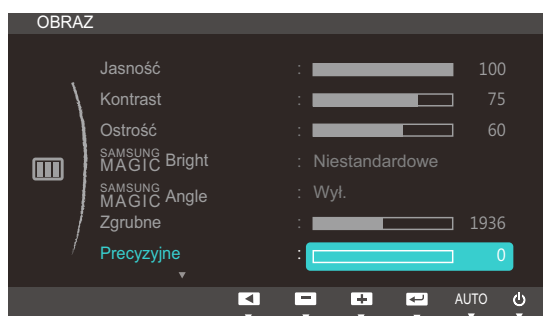 OBRAZ
Jasność : 100
Kontrast : 75
Ostrość : 60
SAMSUNG MAGIC Bright : Niestandardowe
SAMSUNG MAGIC Angle : Wył.
Zgrubne : 1936
Precyzyjne : 0
AUTO